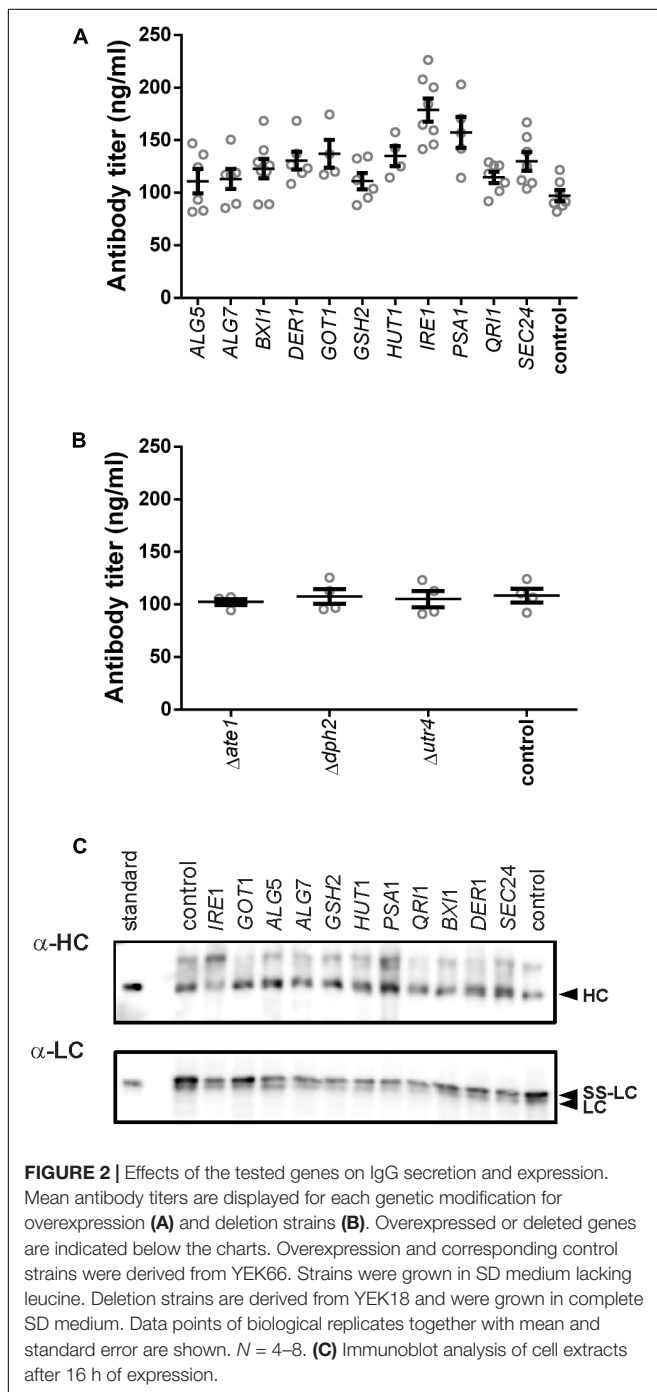 A
Antibody titer (ng/ml)
250
200
150
100
50
0
ALG5
ALG7
BXI1
DER1
GOT1
GSH2
HUT1
IRE1
PSA1
QRI1
SEC24
control
B
Antibody titer (ng/ml)
250
200
150
100
50
0
Δate1
Δdph2
Δutr4
control
C
standard
control
IRE1
GOT1
ALG5
ALG7
GSH2
HUT1
PSA1
QRI1
BXI1
DER1
SEC24
control
α-HC
HC
α-LC
SS-LC
LC
FIGURE 2 | Effects of the tested genes on IgG secretion and expression.
Mean antibody titers are displayed for each genetic modification for
overexpression (A) and deletion strains (B). Overexpressed or deleted genes
are indicated below the charts. Overexpression and corresponding control
strains were derived from YEK66. Strains were grown in SD medium lacking
leucine. Deletion strains are derived from YEK18 and were grown in complete
SD medium. Data points of biological replicates together with mean and
standard error are shown. N = 4–8. (C) Immunoblot analysis of cell extracts
after 16 h of expression.